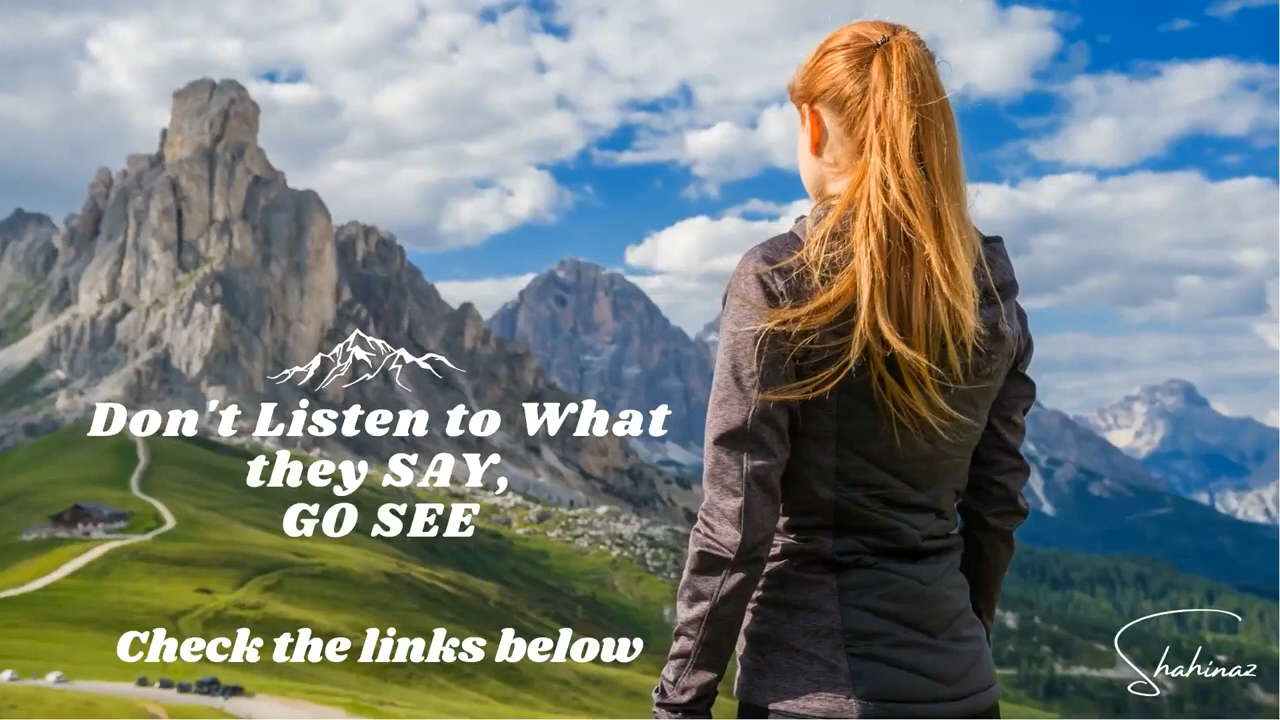 Don't Listen to What
they SAY,
GO SEE
Check the links below
Shahinaz